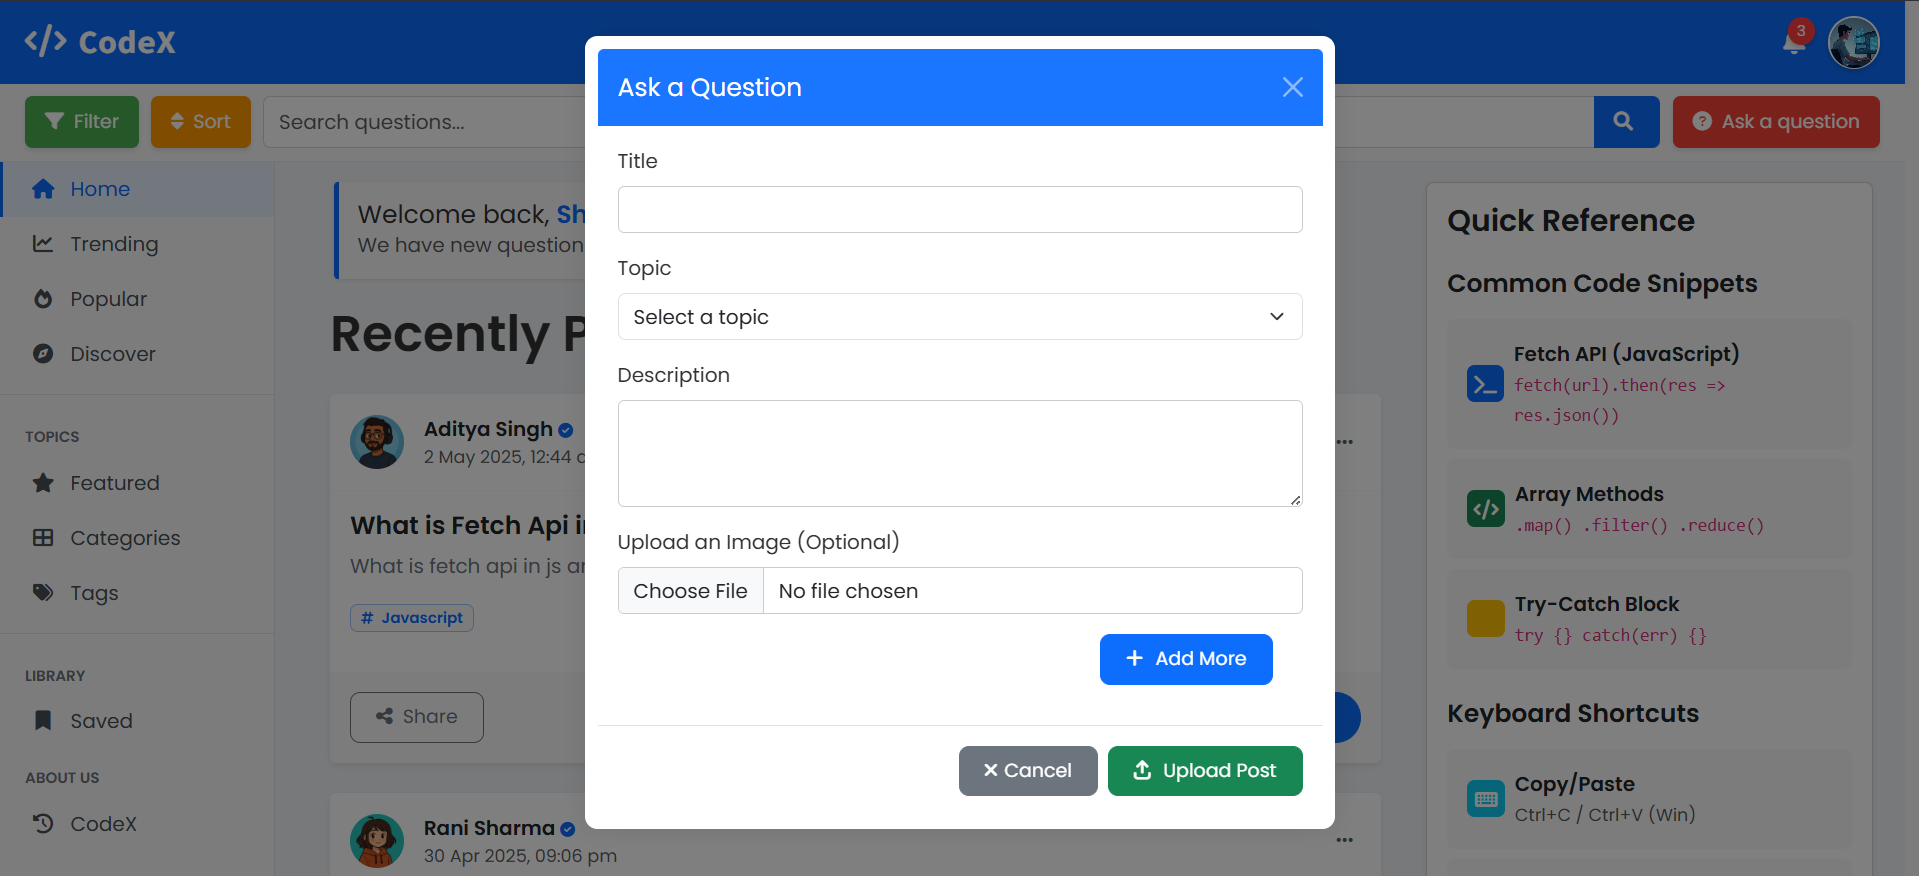 CodeX
3
Filter
Sort
Search questions...
Ask a question
Home
Trending
Popular
Discover
TOPICS
Featured
Categories
Tags
LIBRARY
Saved
ABOUT US
CodeX
Welcome back,
We have new question
Recently
Aditya Singh
2 May 2025, 12:44
What is Fetch Api
What is fetch api in js
# Javascript
Share
Rani Sharma
30 Apr 2025, 09:06 pm
Ask a Question
Title
Topic
Select a topic
Description
Upload an Image (Optional)
Choose File No file chosen
+ Add More
Cancel
Upload Post
Quick Reference
Common Code Snippets
Fetch API (JavaScript)
fetch(url).then(res =>
res.json())
Array Methods
.map() .filter() .reduce()
Try-Catch Block
try {} catch(err) {}
Keyboard Shortcuts
Copy/Paste
Ctrl+C / Ctrl+V (Win)